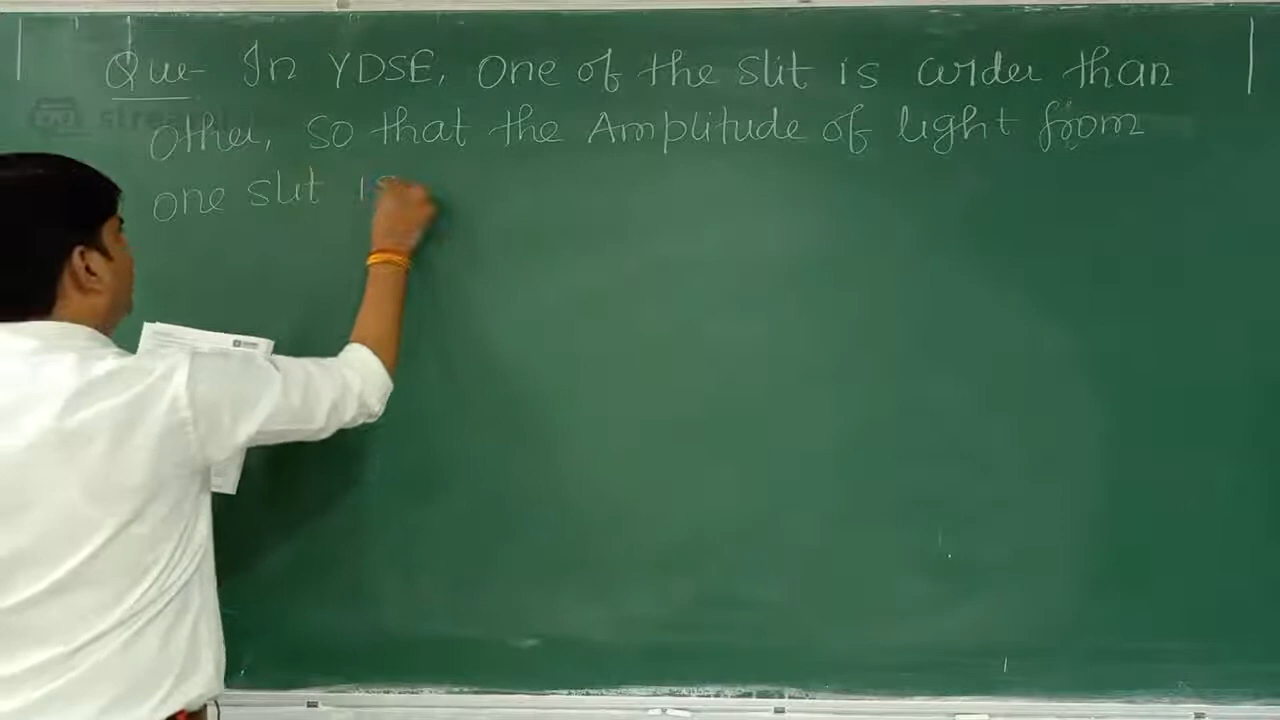 Que- In YDSE, One of the slit is wider than
other, so that the Amplitude of light from
one slit is